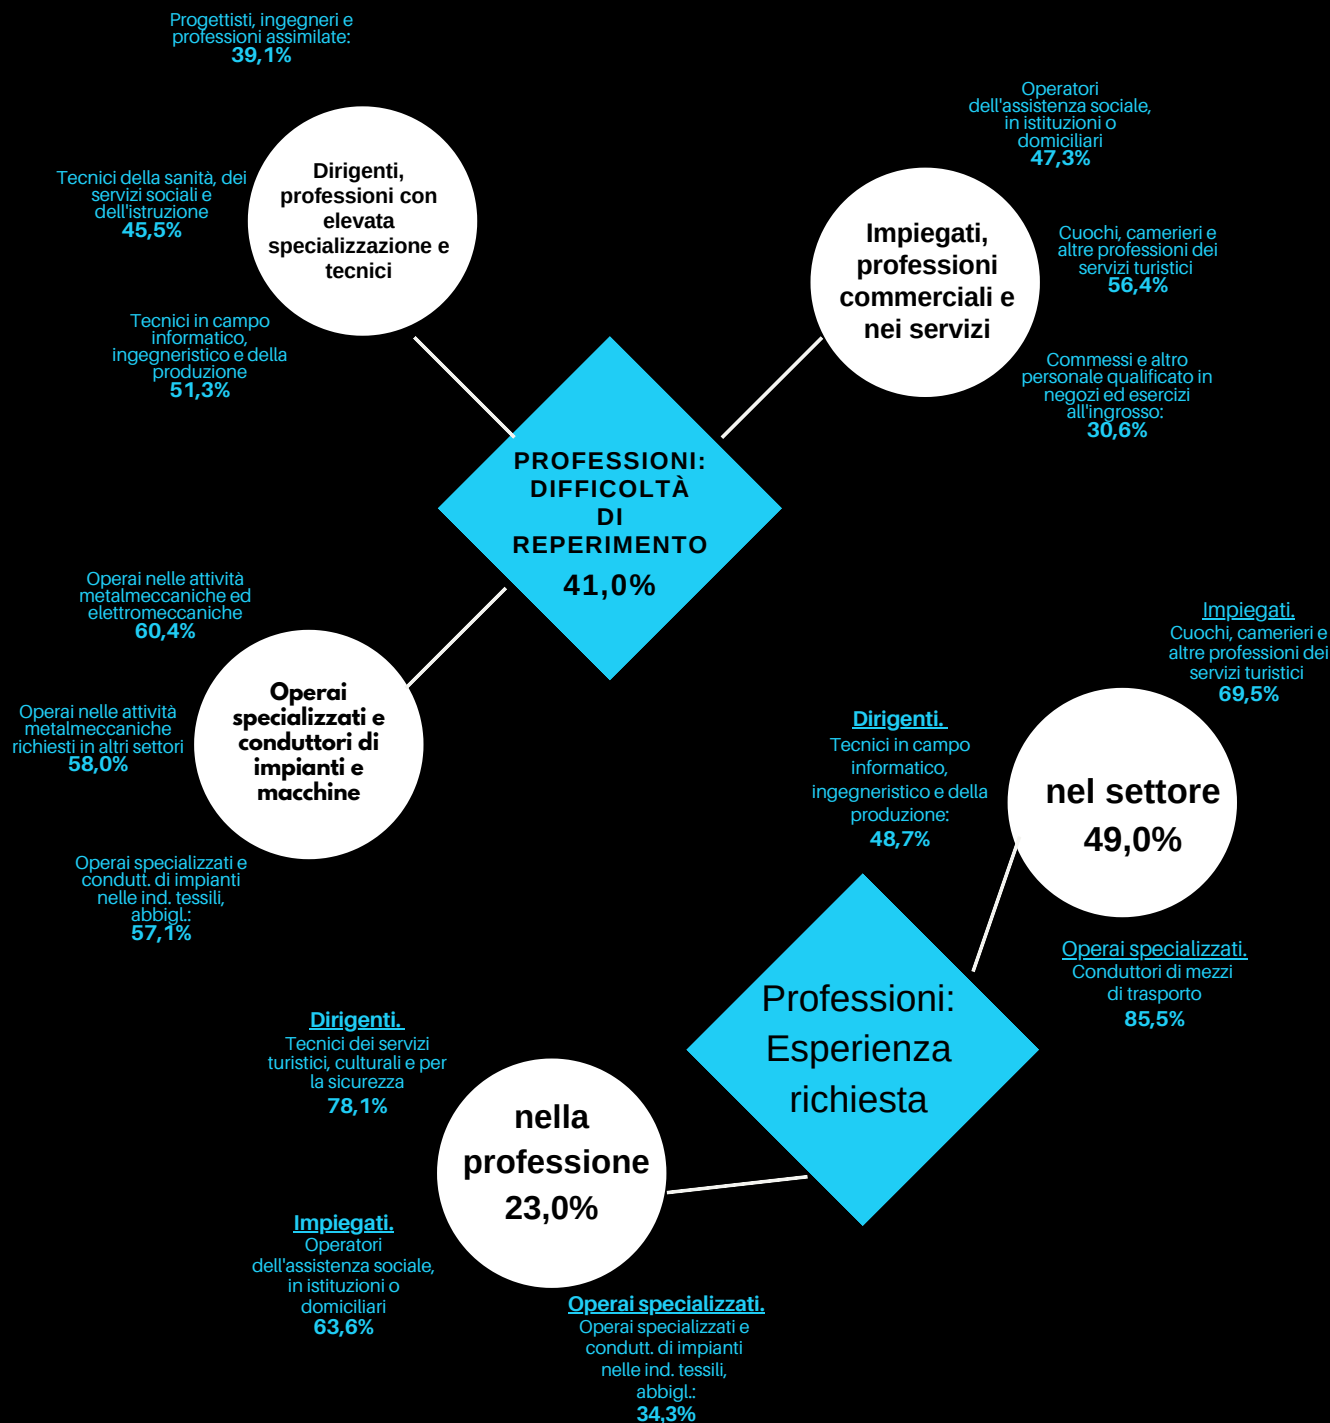 Progettisti, ingegneri e
professioni assimilate:
39,1%
Dirigenti,
professioni con
elevata
specializzazione e
tecnici
Tecnici della sanità, dei
servizi sociali e
dell'istruzione
45,5%
Tecnici in campo
informatico,
ingegneristico e della
produzione
51,3%
Operatori
dell'assistenza sociale,
in istituzioni o
domiciliari
47,3%
Impiegati,
professioni
commerciali e
nei servizi
Cuochi, camerieri e
altre professioni dei
servizi turistici
56,4%
Commessi e altro
personale qualificato in
negozi ed esercizi
all'ingrosso:
30,6%
PROFESSIONI:
DIFFICOLTÀ
DI
REPERIMENTO
41,0%
Operai nelle attività
metalmeccaniche ed
elettromeccaniche
60,4%
Operai
specializzati e
conduttori di
impianti e
macchine
Operai nelle attività
metalmeccaniche
richiesti in altri settori
58,0%
Operai specializzati e
condutt. di impianti
nelle ind. tessili,
abbigl.:
57,1%
Impiegati.
Cuochi, camerieri e
altre professioni dei
servizi turistici
69,5%
Dirigenti.
Tecnici in campo
informatico,
ingegneristico e della
produzione:
48,7%
nel settore
49,0%
Operai specializzati.
Conduttori di mezzi
di trasporto
85,5%
Professioni:
Esperienza
richiesta
Dirigenti.
Tecnici dei servizi
turistici, culturali e per
la sicurezza
78,1%
nella
professione
23,0%
Impiegati.
Operatori
dell'assistenza sociale,
in istituzioni o
domiciliari
63,6%
Operai specializzati.
Operai specializzati e
condutt. di impianti
nelle ind. tessili,
abbigl.:
34,3%